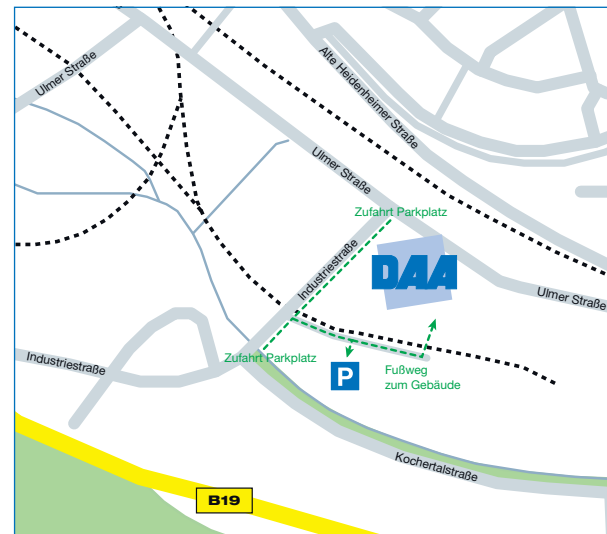 Ulmer Straße
Alte Heidenheimer Straße
Ulmer Straße
Zufahrt Parkplatz
Industriestraße
DAA
Ulmer Straße
Zufahrt Parkplatz
Industriestraße
P
Fußweg
zum Gebäude
Kochertalstraße
B19